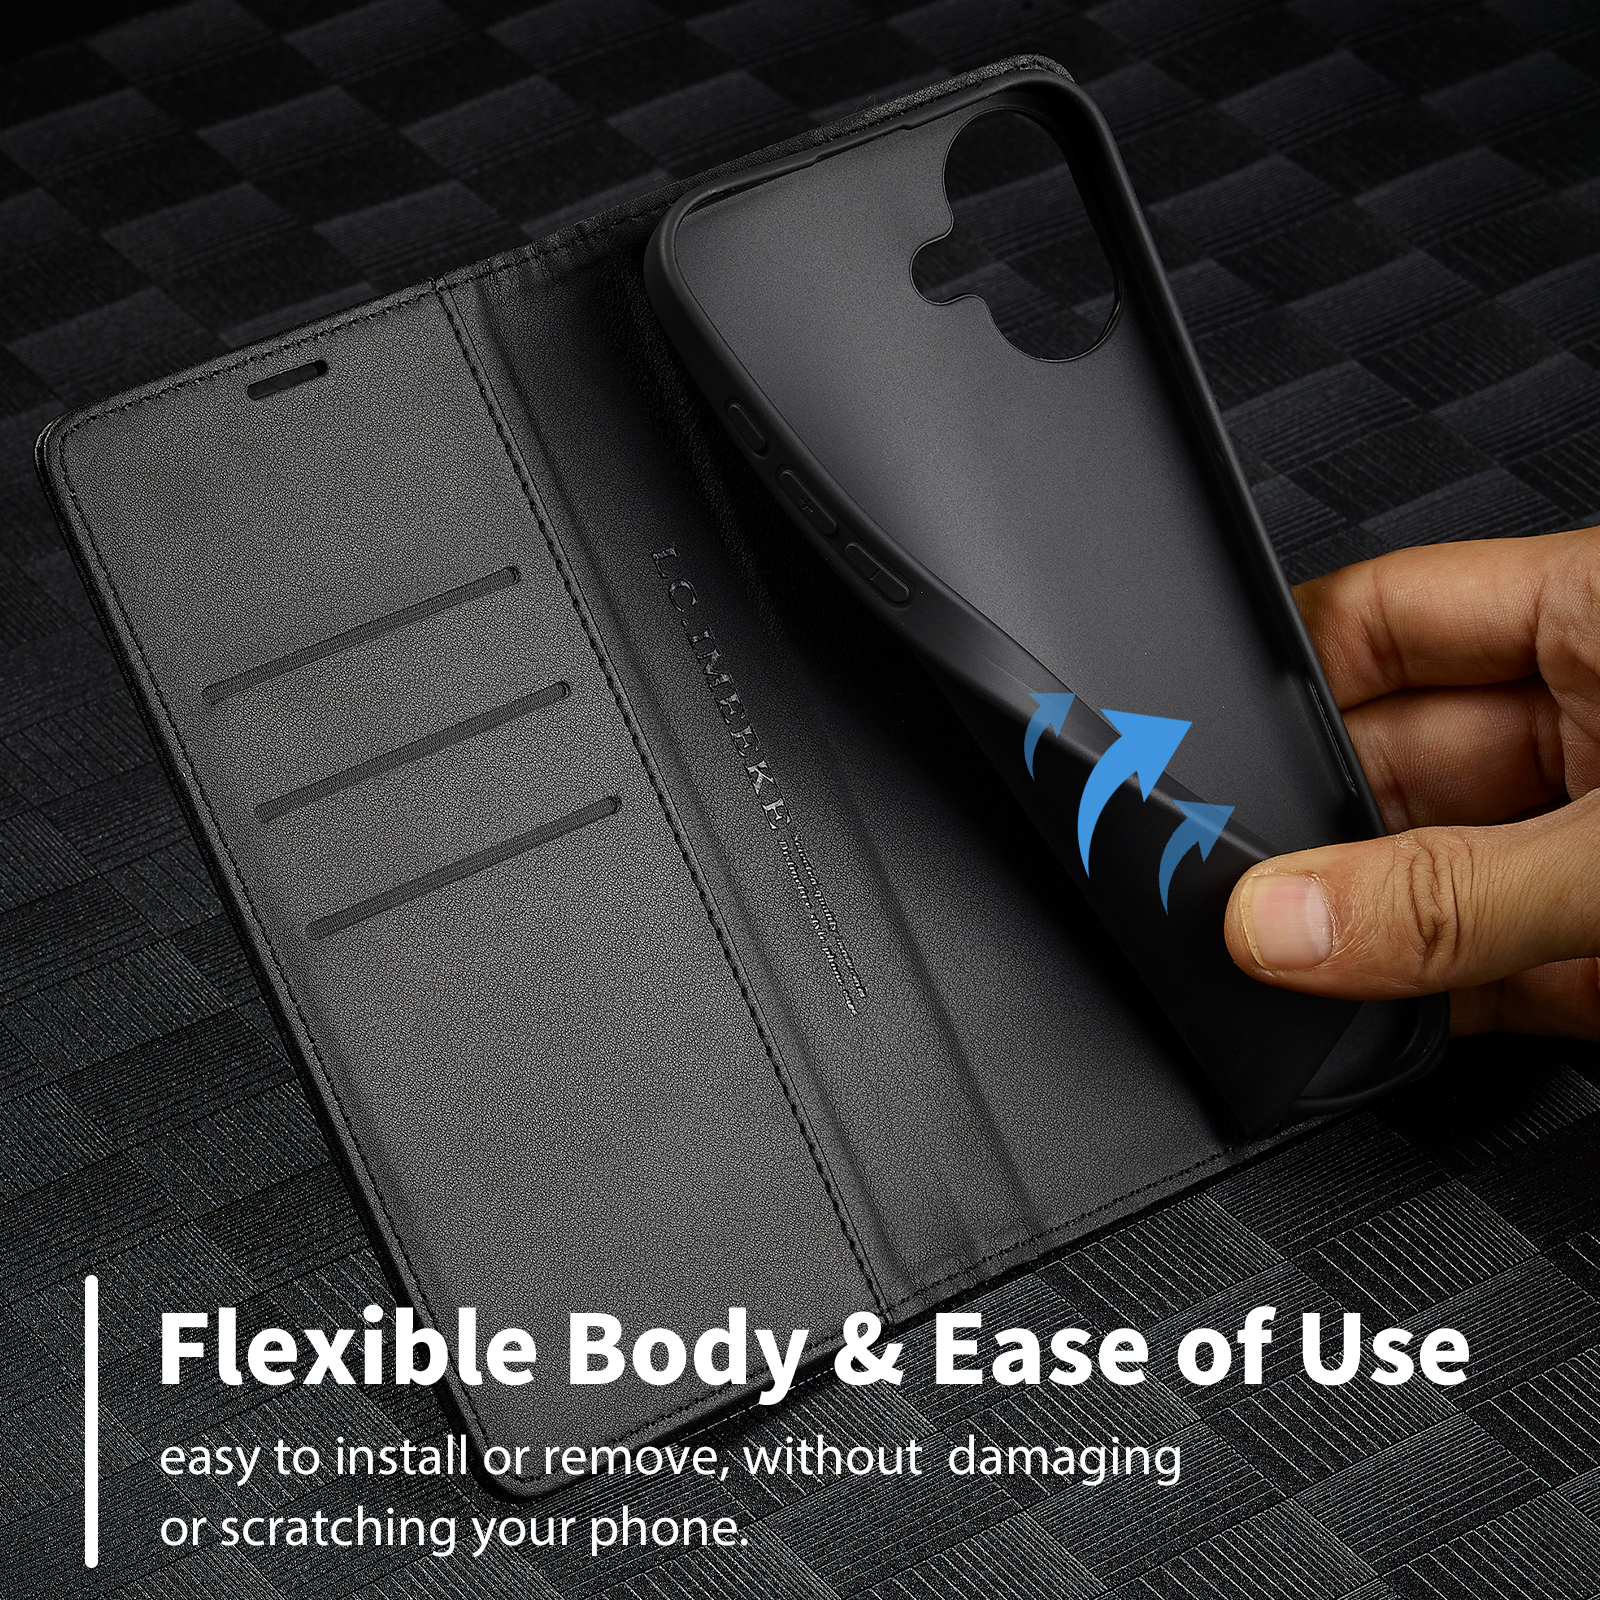 LC.IMEEKE
+
Flexible Body & Ease of Use
easy to install or remove, without damaging
or scratching your phone.